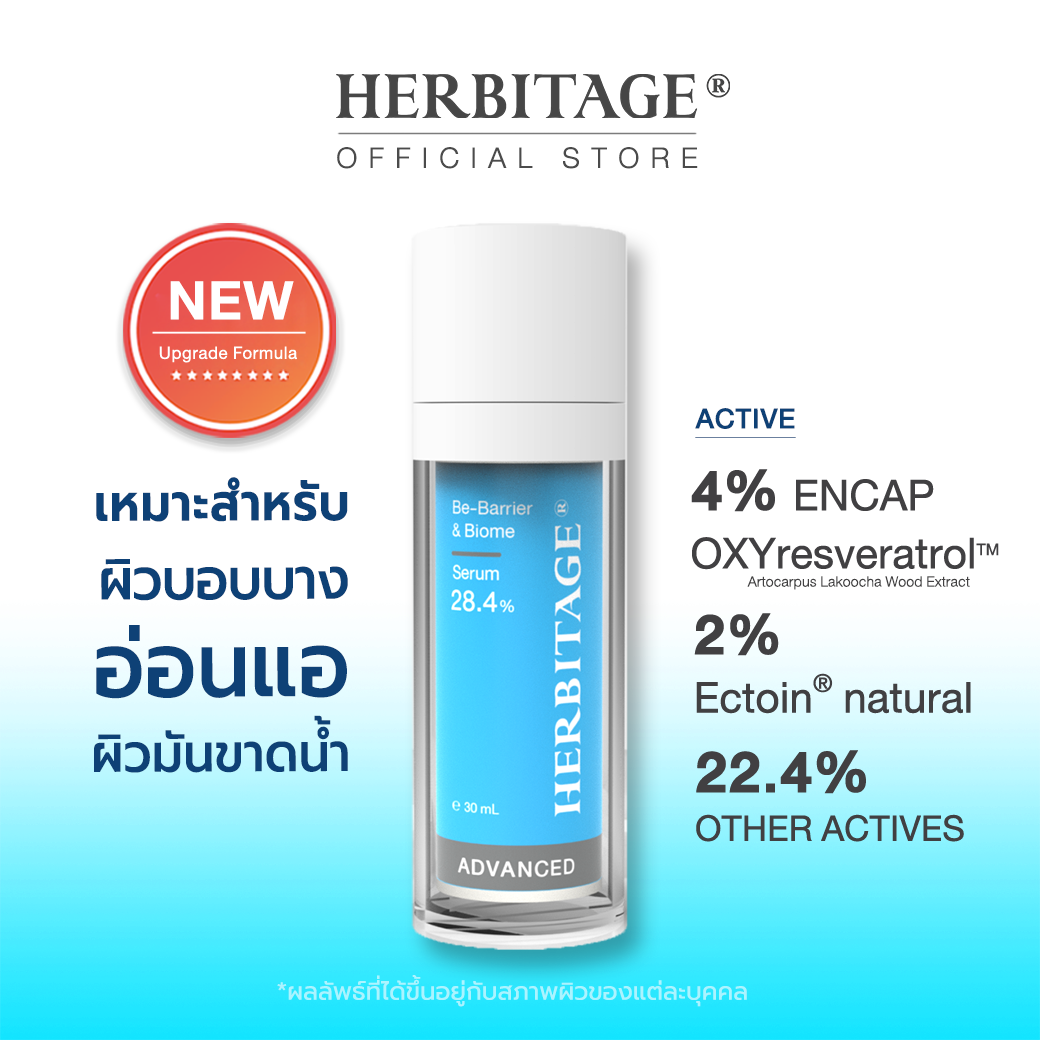 HERBITAGE®
OFFICIAL STORE
NEW
Upgrade Formula
เหมาะสำหรับ
ผิวบอบบาง
อ่อนแอ
ผิวมันขาดน้ำ
Be-Barrier
& Biome
Serum
28.4%
HERBITAGE®
℮ 30 mL
ADVANCED
ACTIVE
4% ENCAP
OXYresveratrol™
Artocarpus Lakoocha Wood Extract
2%
Ectoin® natural
22.4%
OTHER ACTIVES
*ผลลัพธ์ที่ได้ขึ้นอยู่กับสภาพผิวของแต่ละบุคคล